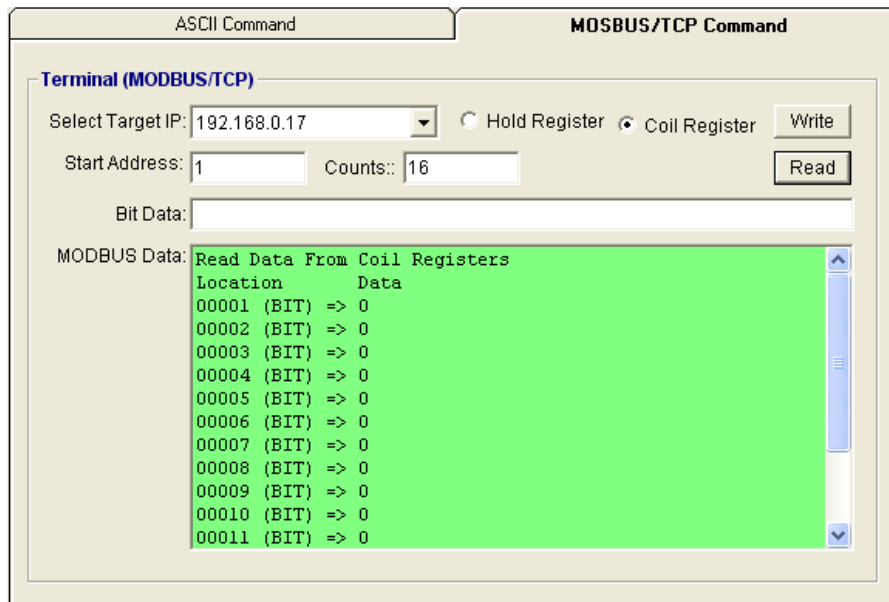 ASCII Command
MOSBUS/TCP Command
Terminal (MODBUS/TCP)
Select Target IP: 192.168.0.17 Hold Register Coil Register Write
Start Address: 1 Counts:: 16 Read
Bit Data:
MODBUS Data: Read Data From Coil Registers
Location Data
00001 (BIT) => 0
00002 (BIT) => 0
00003 (BIT) => 0
00004 (BIT) => 0
00005 (BIT) => 0
00006 (BIT) => 0
00007 (BIT) => 0
00008 (BIT) => 0
00009 (BIT) => 0
00010 (BIT) => 0
00011 (BIT) => 0